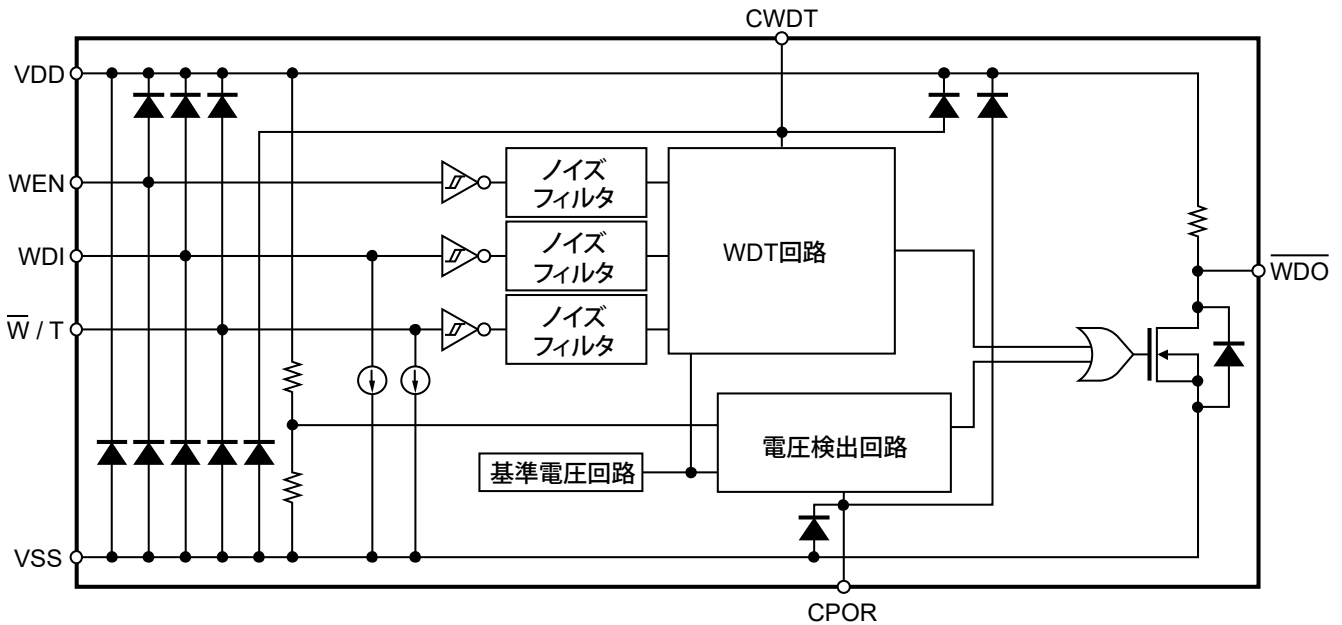 CWDT
VDD
WEN
ノイズ
フィルタ
WDI
ノイズ
フィルタ
WDT回路
W / T
ノイズ
フィルタ
WDO
電圧検出回路
基準電圧回路
VSS
CPOR